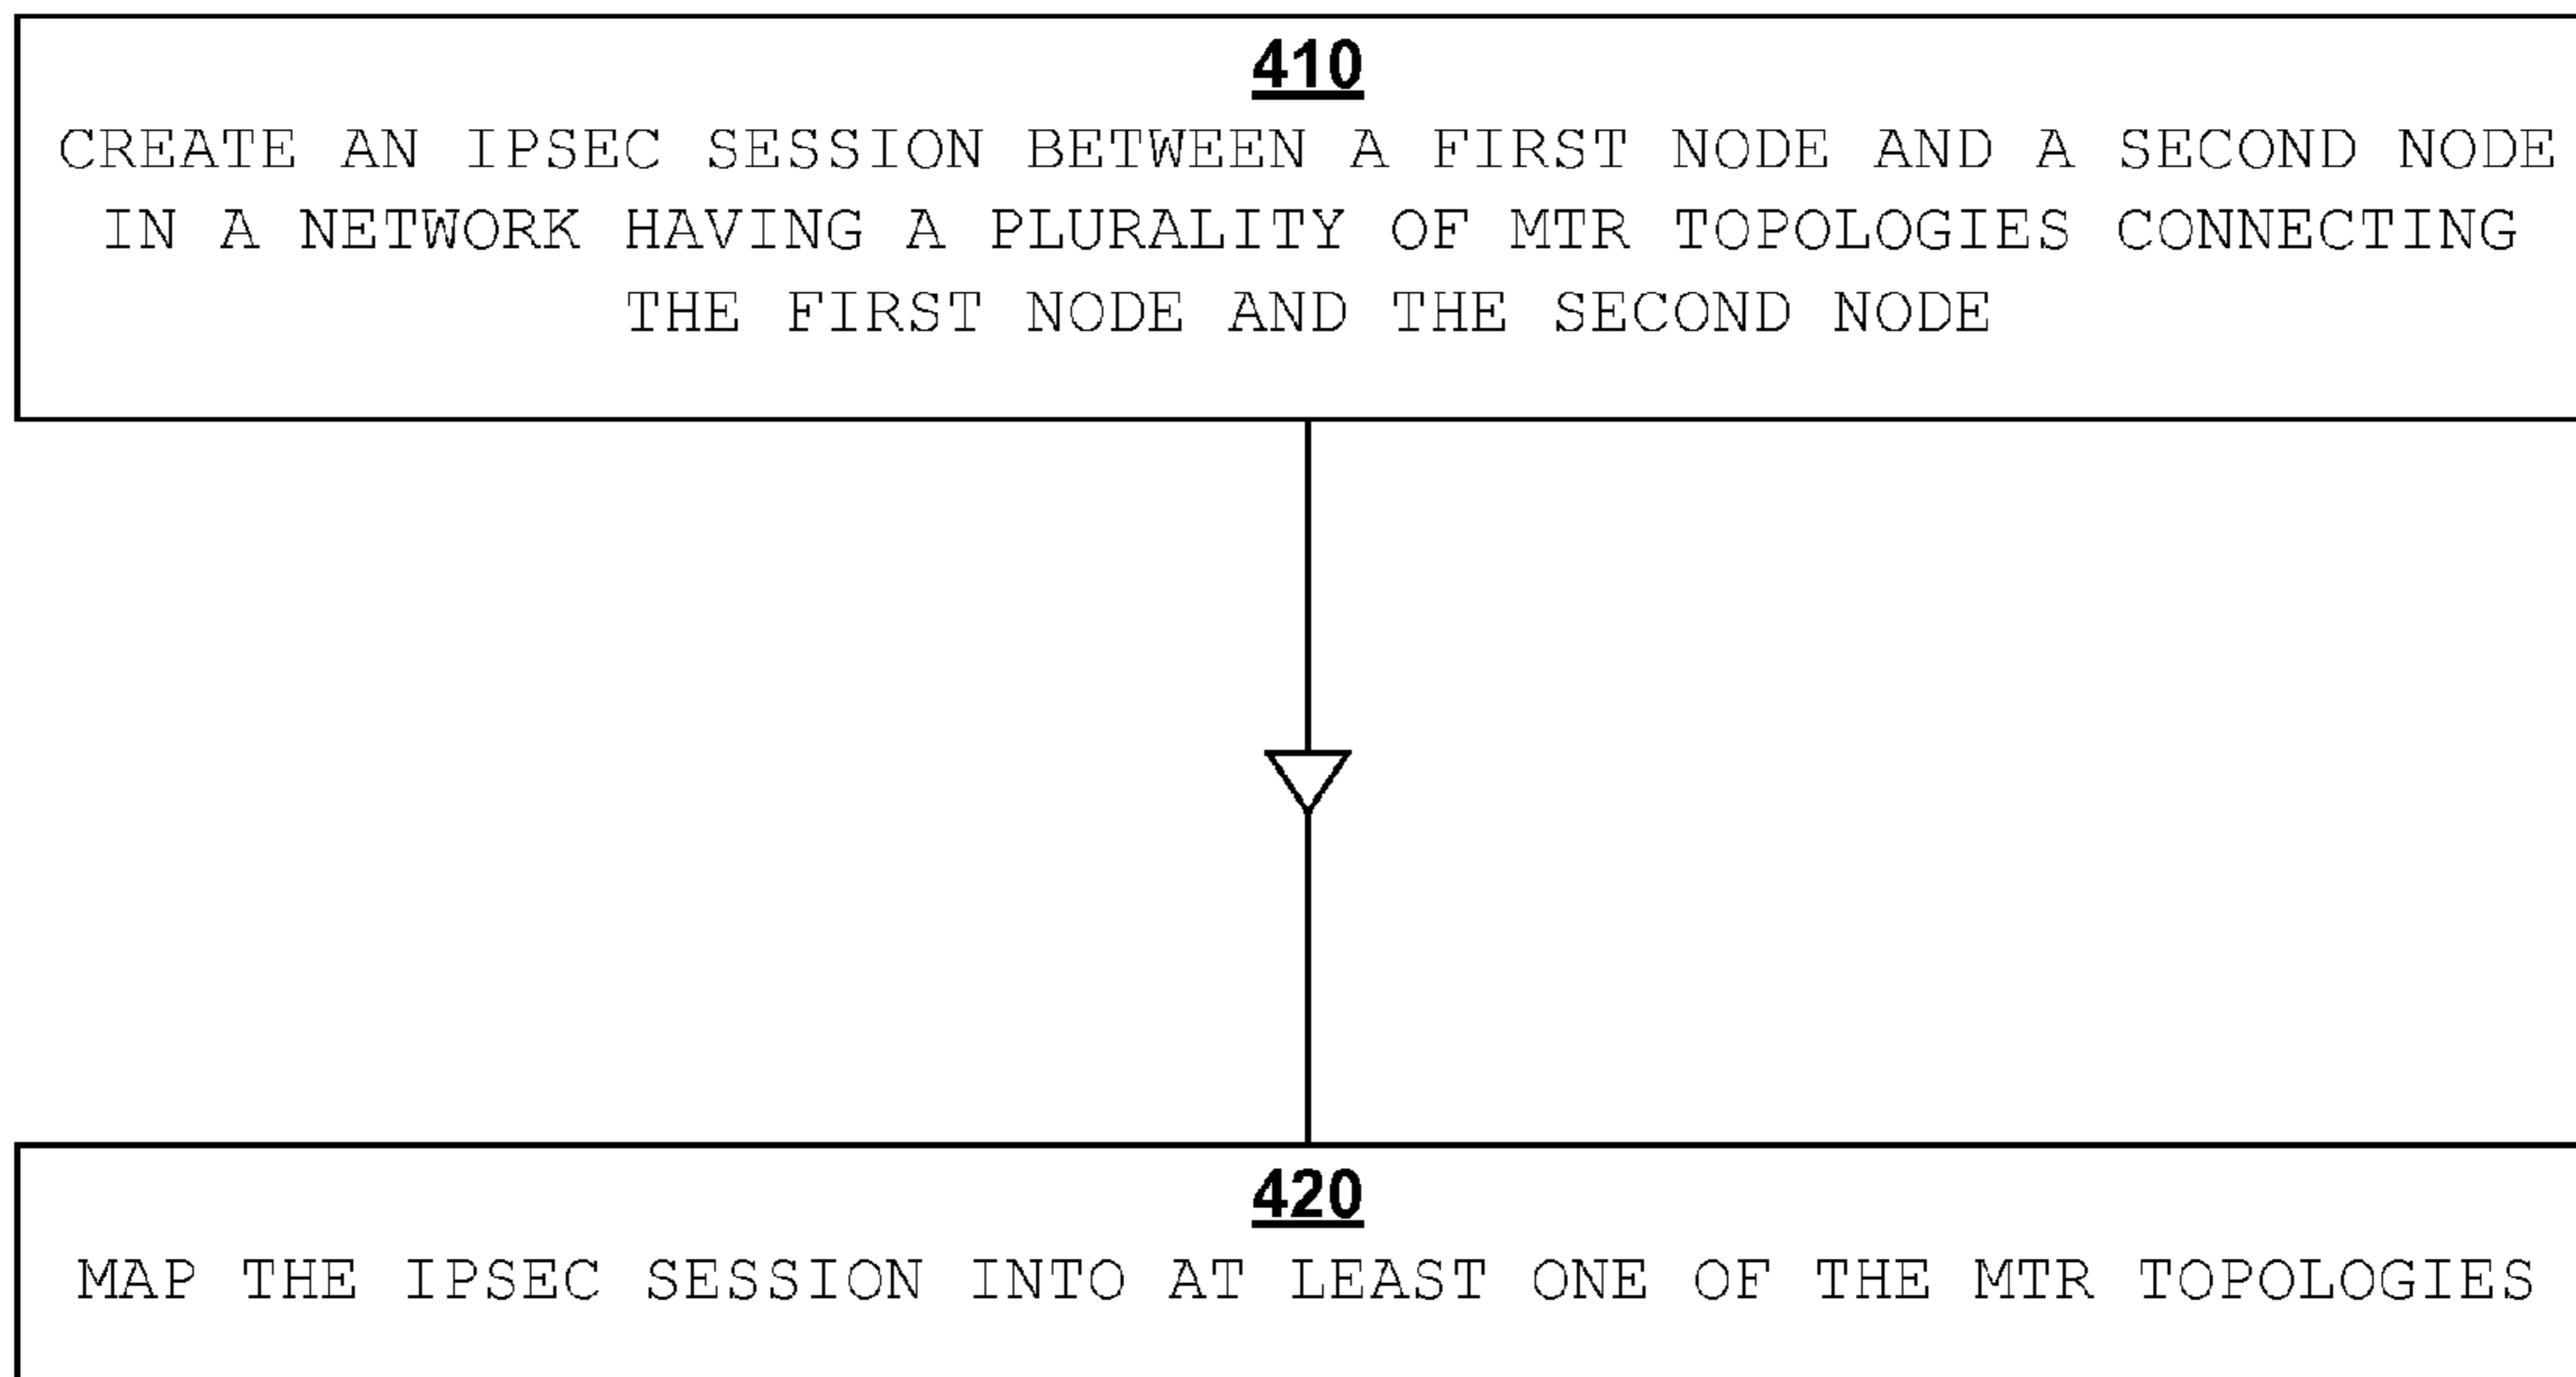 410
CREATE AN IPSEC SESSION BETWEEN A FIRST NODE AND A SECOND NODE
IN A NETWORK HAVING A PLURALITY OF MTR TOPOLOGIES CONNECTING
THE FIRST NODE AND THE SECOND NODE
420
MAP THE IPSEC SESSION INTO AT LEAST ONE OF THE MTR TOPOLOGIES